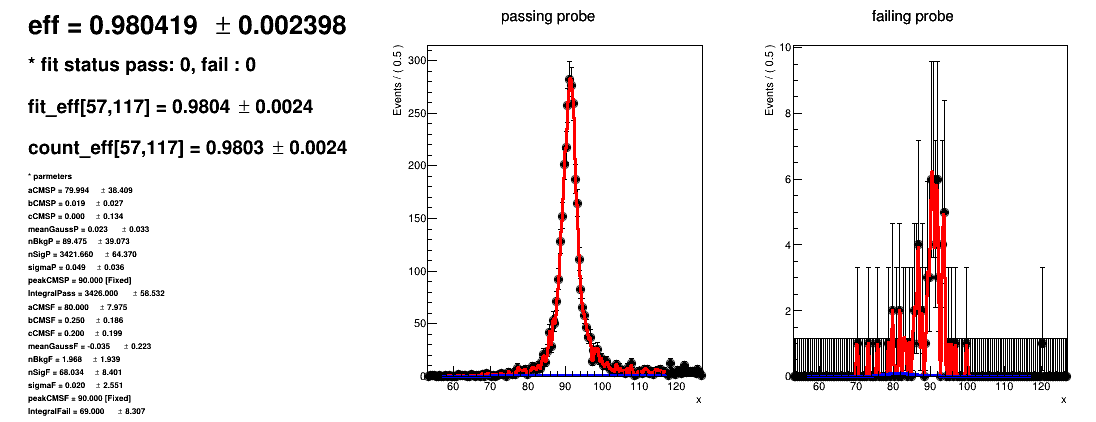 eff = 0.980419 ± 0.002398
* fit status pass: 0, fail : 0
fit_eff[57,117] = 0.9804 ± 0.0024
count_eff[57,117] = 0.9803 ± 0.0024
* parmeters
aCMSP = 79.994 ± 38.409
bCMSP = 0.019 ± 0.027
cCMSP = 0.000 ± 0.134
meanGaussP = 0.023 ± 0.033
nBkgP = 89.475 ± 39.073
nSigP = 3421.660 ± 64.370
sigmaP = 0.049 ± 0.036
peakCMSP = 90.000 [Fixed]
IntegralPass = 3426.000 ± 58.532
aCMSF = 80.000 ± 7.975
bCMSF = 0.250 ± 0.186
cCMSF = 0.200 ± 0.199
meanGaussF = -0.035 ± 0.223
nBkgF = 1.968 ± 1.939
nSigF = 68.034 ± 8.401
sigmaF = 0.020 ± 2.551
peakCMSF = 90.000 [Fixed]
IntegralFail = 69.000 ± 8.307
passing probe
Events / ( 0.5 )
300
250
200
150
100
50
0
60 70 80 90 100 110 120
x
failing probe
Events / ( 0.5 )
10
8
6
4
2
0
60 70 80 90 100 110 120
x